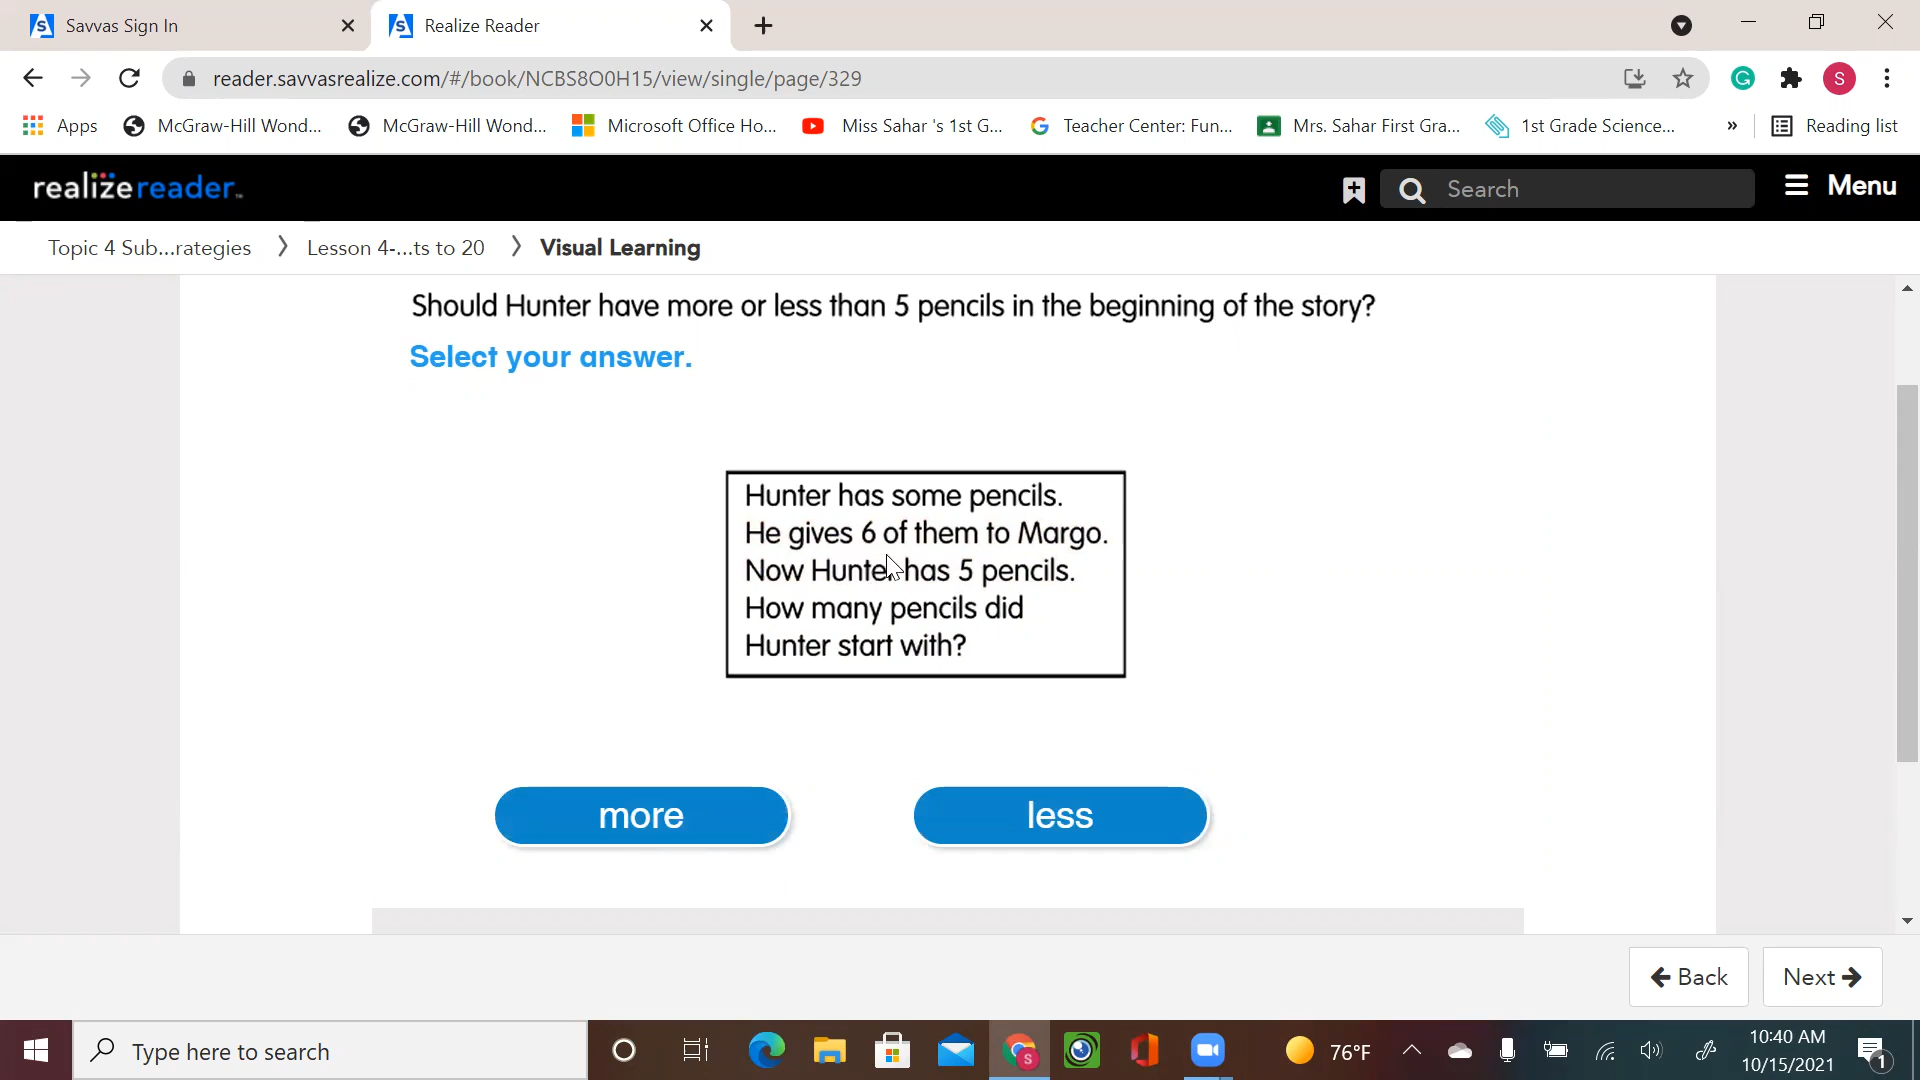 Savvas Sign In
Realize Reader
reader.savvasrealize.com/#/book/NCBS8O0H15/view/single/page/329
S
Apps
McGraw-Hill Wond...
McGraw-Hill Wond...
Microsoft Office Ho...
Miss Sahar 's 1st G...
Teacher Center: Fun...
Mrs. Sahar First Gra...
1st Grade Science...
»
Reading list
realizereader™
Search
Menu
Topic 4 Sub...rategies
Lesson 4-...ts to 20
Visual Learning
Should Hunter have more or less than 5 pencils in the beginning of the story?
Select your answer.
Hunter has some pencils.
He gives 6 of them to Margo.
Now Hunter has 5 pencils.
How many pencils did
Hunter start with?
more
less
Back
Next
Type here to search
76°F
10:40 AM
10/15/2021
1